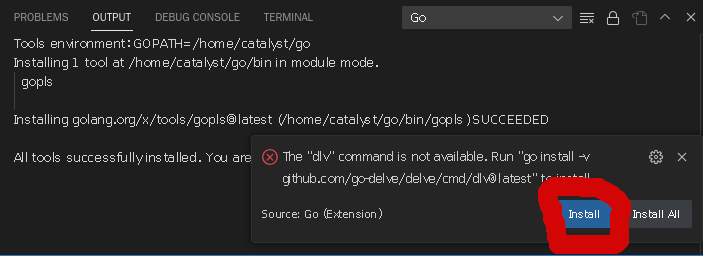 PROBLEMS OUTPUT DEBUG CONSOLE TERMINAL Go
Tools environment: GOPATH=/home/catalyst/go
Installing 1 tool at /home/catalyst/go/bin in module mode.
gopls
Installing golang.org/x/tools/gopls@latest (/home/catalyst/go/bin/gopls) SUCCEEDED
All tools successfully installed. You are
The "dlv" command is not available. Run "go install -v
github.com/go-delve/delve/cmd/dlv@latest" to install
Source: Go (Extension)
Install
Install All